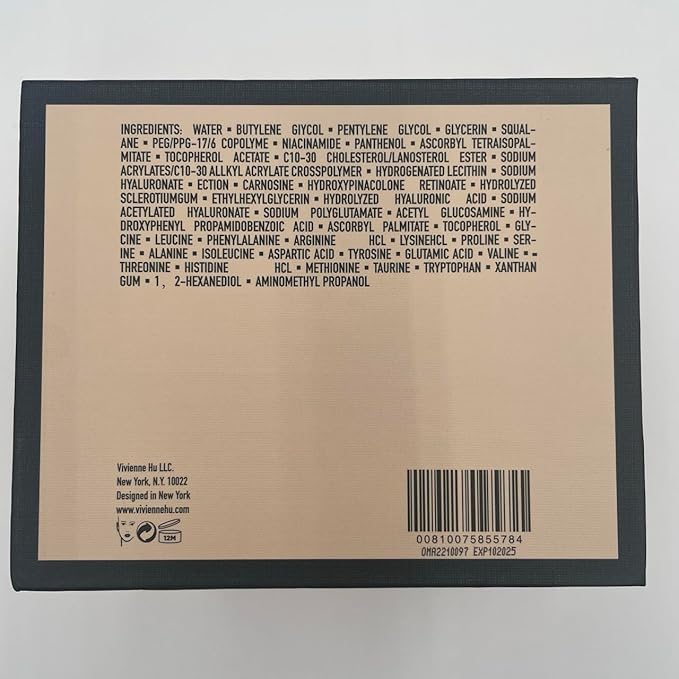 INGREDIENTS: WATER ▪ BUTYLENE GIYCOL ▪ PENTYLENE GLYCOL ▪ GLYCERIN ▪ SQUAL-
ANE ▪ PEG/PPG-17/6 COPOLYME ▪ NIACINAMIDE ▪ PANTHENOL ▪ ASCORBYL TETRAISOPAL-
MITATE ▪ TOCOPHEROL ACETATE ▪ C10-30 CHOLESTEROL/LANOSTEROL ESTER ▪ SODIUM
ACRYLATES/C10-30 ALLKYL ACRYLATE CROSSPOLYMER ▪ HYDROGENATED LECITHIN ▪ SODIUM
HYALURONATE ▪ ECTION ▪ CARNOSINE ▪ HYDROXYPINACOLONE RETINOATE ▪ HYDROLYZED
SCLEROTIUMGUM ▪ ETHYLHEXYLGLYCERIN ▪ HYDROLYZED HYALURONIC ACID ▪ SODIUM
ACETYLATED HYALURONATE ▪ SODIUM POLYGLUTAMATE ▪ ACETYL GLUCOSAMINE ▪ HY-
DROXYPHENYL PROPAMIDOBENZOIC ACID ▪ ASCORBYL PALMITATE ▪ TOCOPHEROL ▪ GLY-
CINE ▪ LEUCINE ▪ PHENYLALANINE ▪ ARGININE HCL ▪ LYSINEHCL ▪ PROLINE ▪ SER-
INE ▪ ALANINE ▪ ISOLEUCINE ▪ ASPARTIC ACID ▪ TYROSINE ▪ GLUTAMIC ACID ▪ VALINE ▪ -
THREONINE ▪ HISTIDINE HCL ▪ METHIONINE ▪ TAURINE ▪ TRYPTOPHAN ▪ XANTHAN
GUM ▪ 1, 2-HEXANEDIOL ▪ AMINOMETHYL PROPANOL
Vivienne Hu LLC.
New York, N.Y. 10022
Designed in New York
www.viviennehu.com
12M
00810075855784
OMA2210097 EXP102025